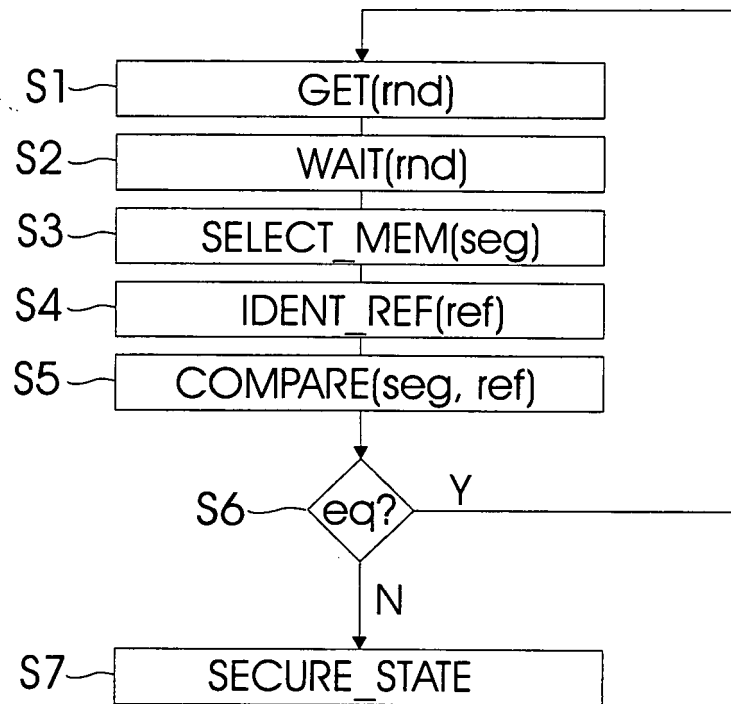 S1 GET(rnd)
S2 WAIT(rnd)
S3 SELECT_MEM(seg)
S4 IDENT_REF(ref)
S5 COMPARE(seg, ref)
S6 eq? Y
N
S7 SECURE_STATE